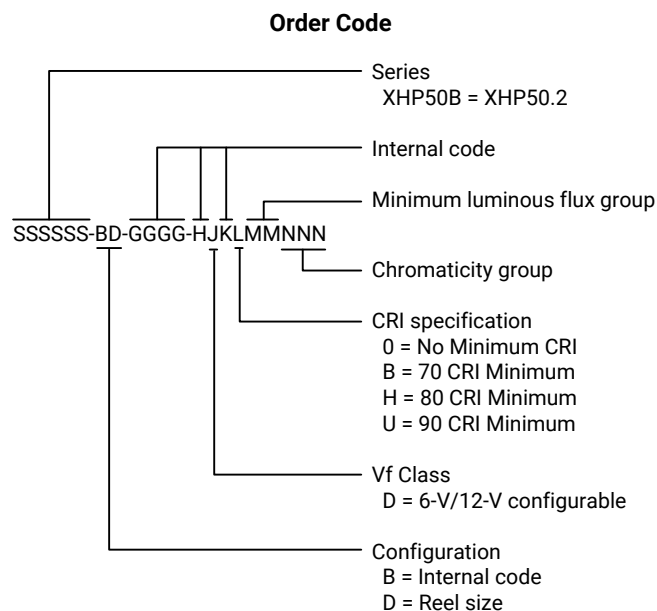 Order Code
Series
XHP50B = XHP50.2
Internal code
Minimum luminous flux group
SSSSSS-BD-GGGG-HJKLMMNNN
Chromaticity group
CRI specification
0 = No Minimum CRI
B = 70 CRI Minimum
H = 80 CRI Minimum
U = 90 CRI Minimum
Vf Class
D = 6-V/12-V configurable
Configuration
B = Internal code
D = Reel size